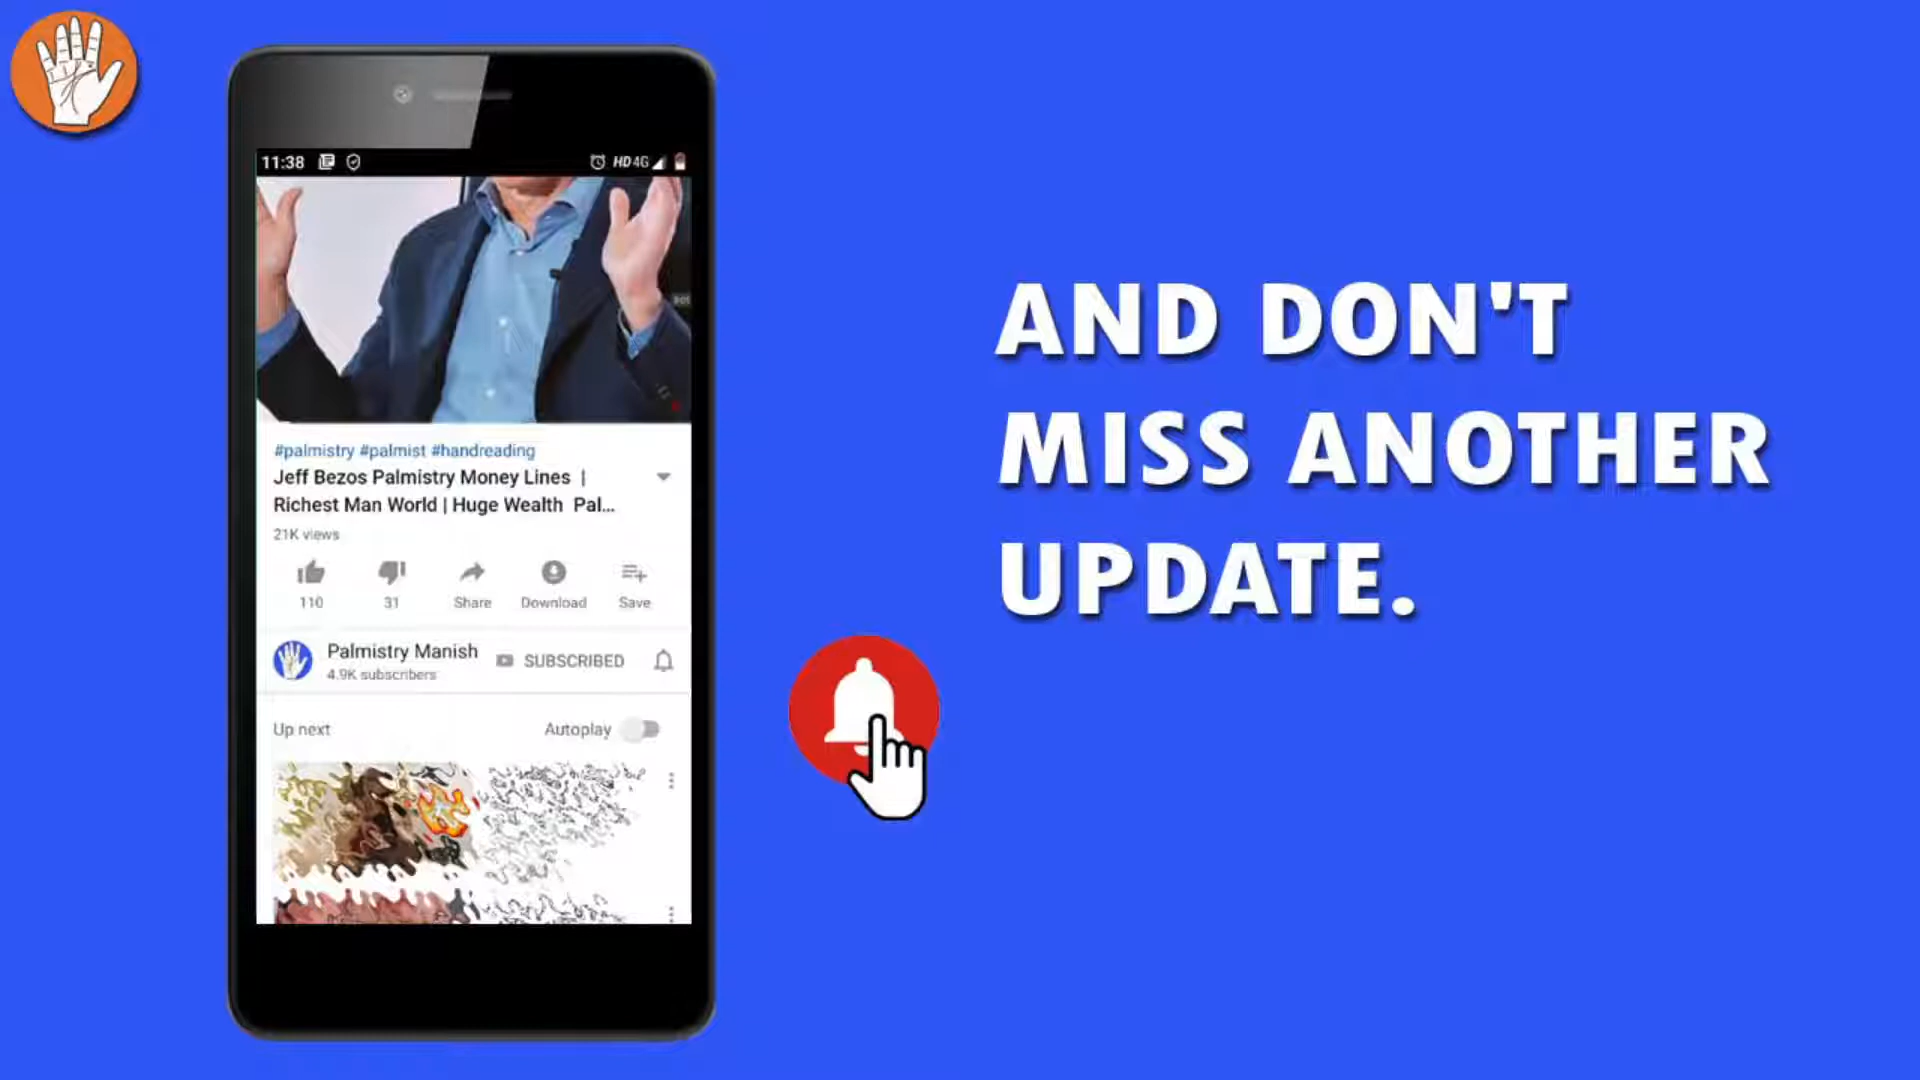 11:38 HD 4G
#palmistry #palmist #handreading
Jeff Bezos Palmistry Money Lines |
Richest Man World | Huge Wealth Pal...
21K views
110 31 Share Download Save
Palmistry Manish
4.9K subscribers
SUBSCRIBED
Up next Autoplay
AND DON'T
MISS ANOTHER
UPDATE.